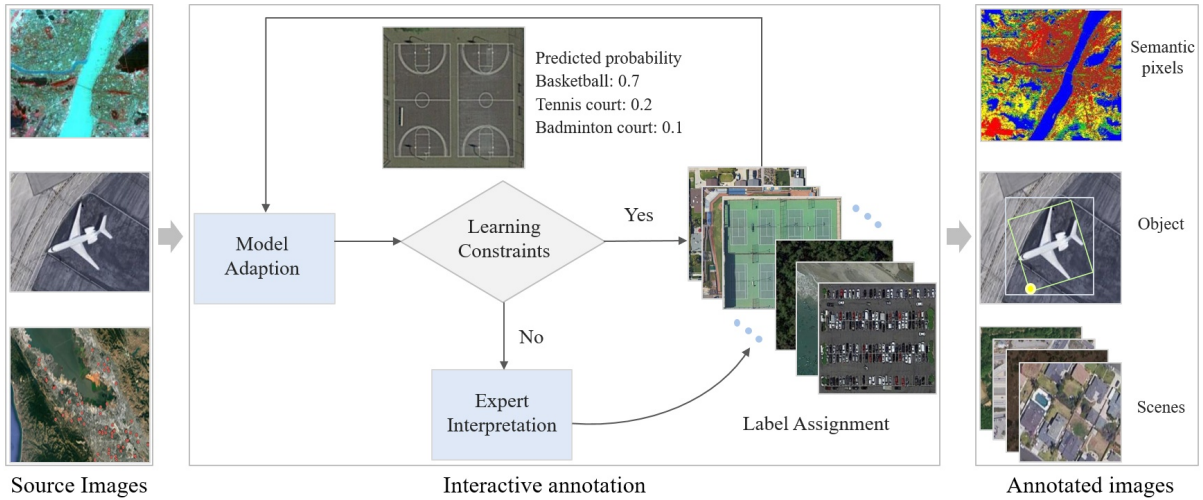 Predicted probability
Basketball: 0.7
Tennis court: 0.2
Badminton court: 0.1
Model
Adaption
Learning
Constraints
Yes
No
Expert
Interpretation
Label Assignment
Semantic
pixels
Object
Scenes
Source Images
Interactive annotation
Annotated images